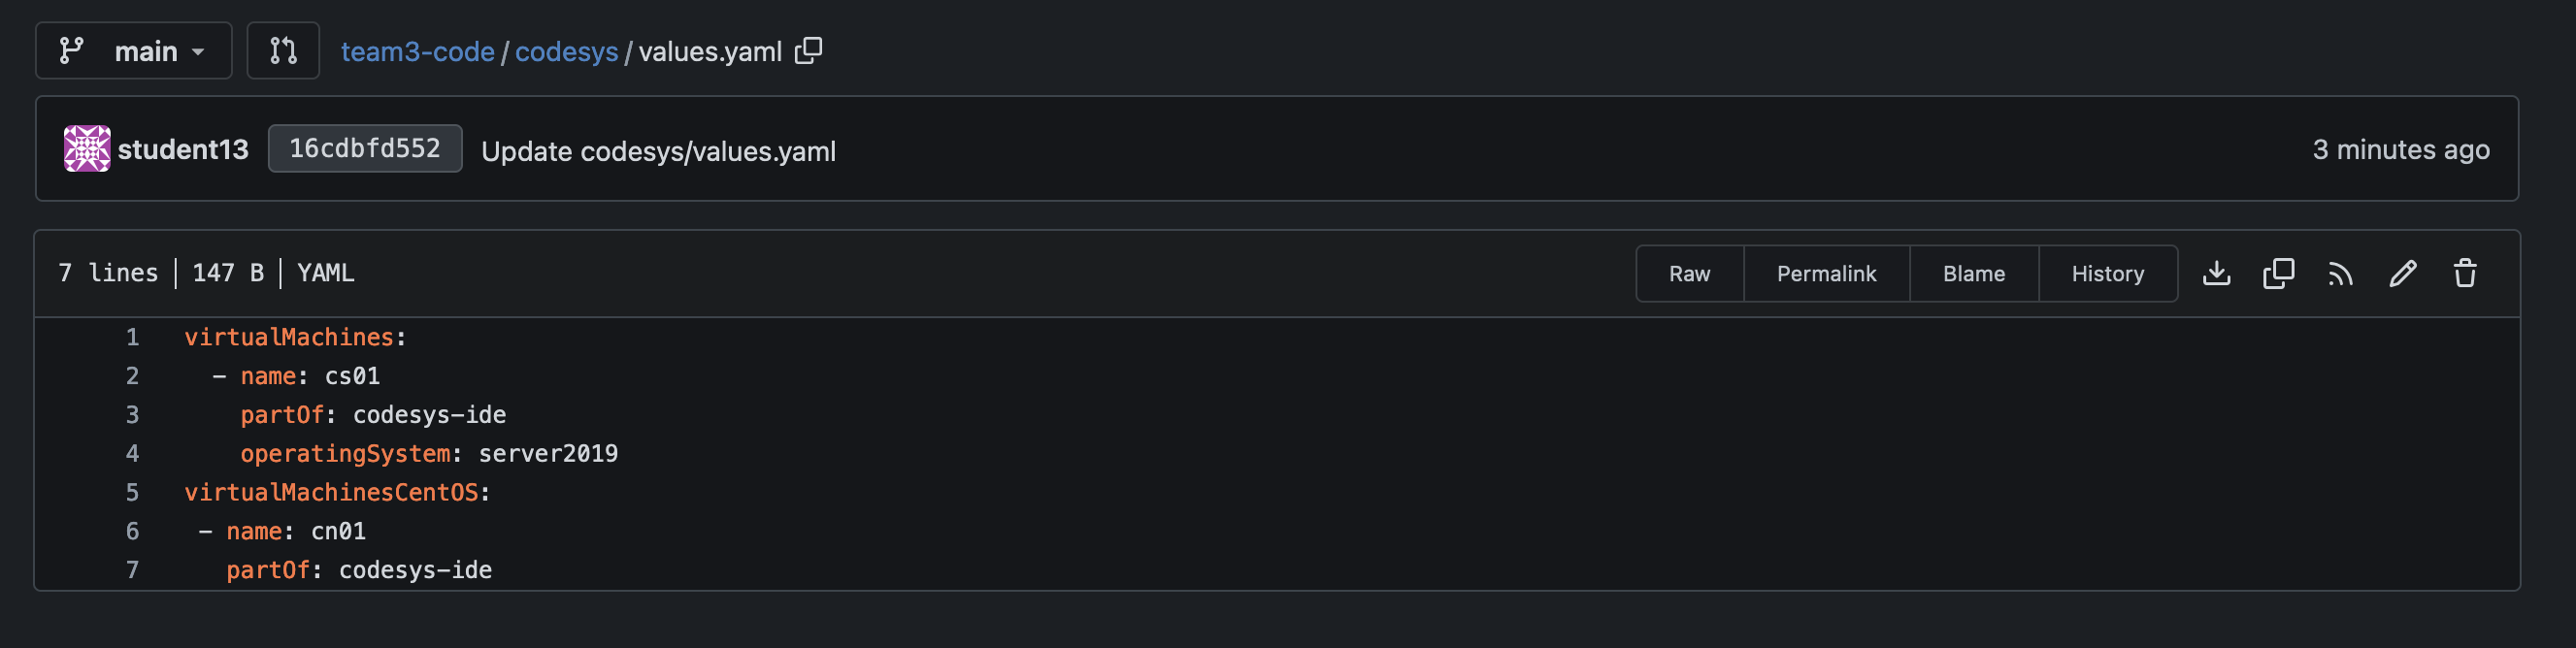 main team3-code/codesys/values.yaml
student13 16cdbfd552 Update codesys/values.yaml 3 minutes ago
7 lines | 147 B | YAML Raw Permalink Blame History
1 virtualMachines:
2   - name: cs01
3     partOf: codesys-ide
4     operatingSystem: server2019
5 virtualMachinesCentOS:
6  - name: cn01
7    partOf: codesys-ide